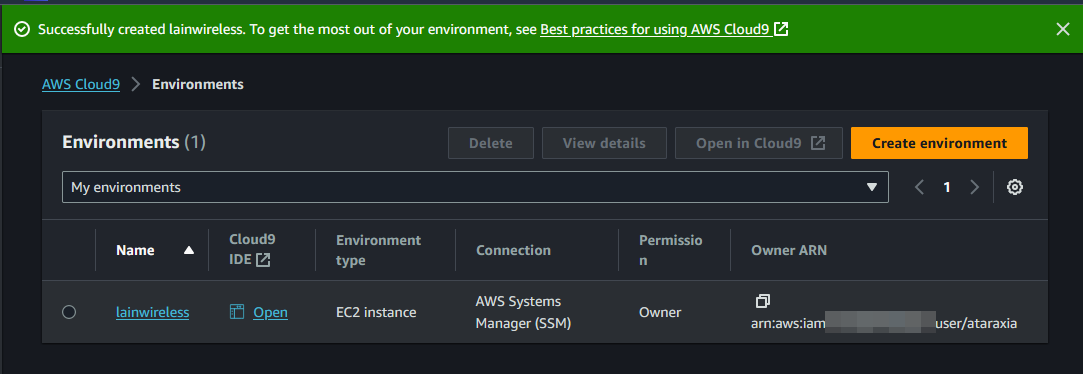 Successfully created lainwireless. To get the most out of your environment, see Best practices for using AWS Cloud9
AWS Cloud9 > Environments
Environments (1)
Delete
View details
Open in Cloud9
Create environment
My environments
1
Name
Cloud9
IDE
Environment
type
Connection
Permissio
n
Owner ARN
lainwireless
Open
EC2 instance
AWS Systems
Manager (SSM)
Owner
arn:aws:iam
user/ataraxia